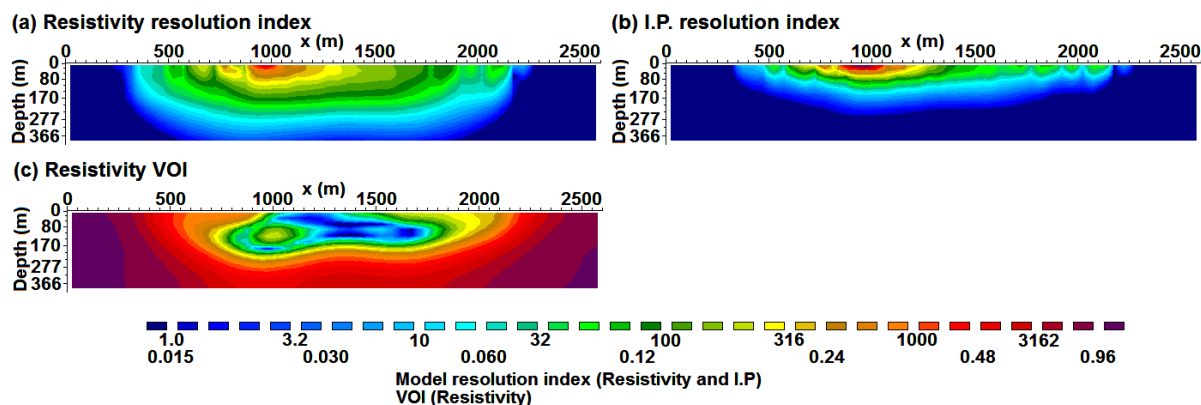 (a) Resistivity resolution index
x (m)
0 500 1000 1500 2000 2500
Depth (m)
0
80
170
277
366
(b) I.P. resolution index
x (m)
0 500 1000 1500 2000 2500
Depth (m)
0
80
170
277
366
(c) Resistivity VOI
x (m)
0 500 1000 1500 2000 2500
Depth (m)
0
80
170
277
366
1.0 3.2 10 32 100 316 1000 3162
0.015 0.030 0.060 0.12 0.24 0.48 0.96
Model resolution index (Resistivity and I.P)
VOI (Resistivity)